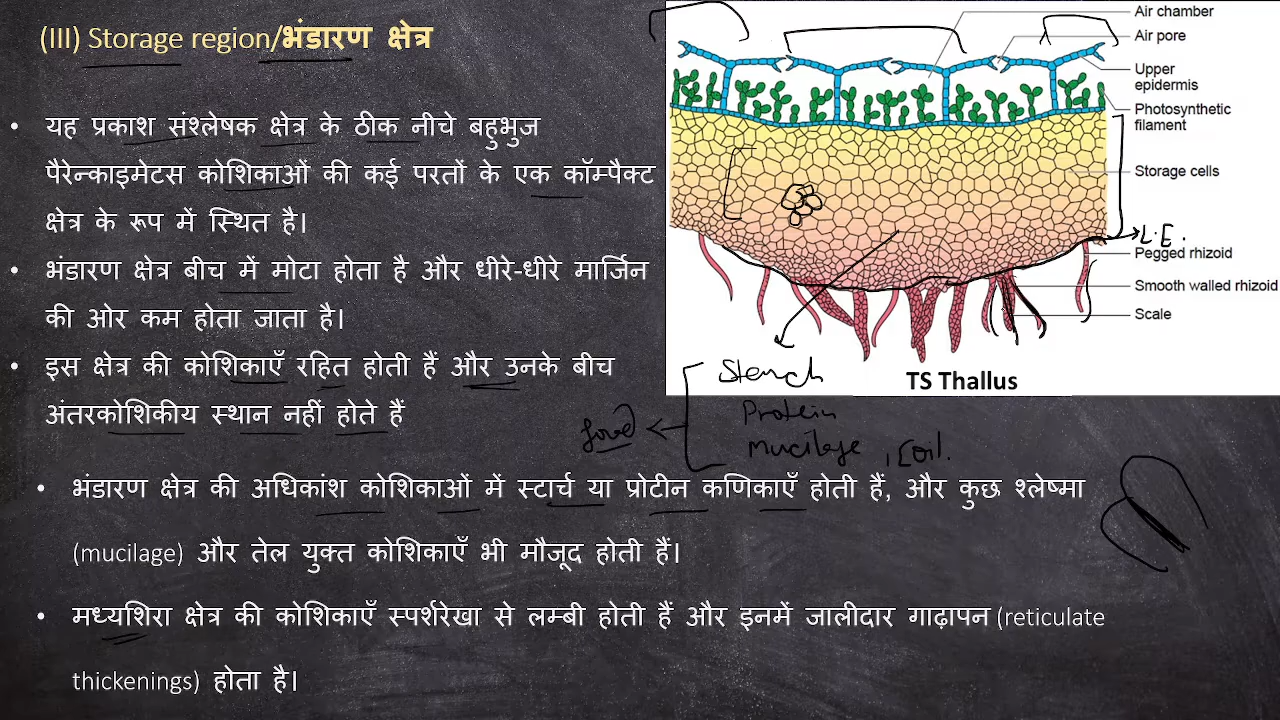 (III) Storage region/भंडारण क्षेत्र
• यह प्रकाश संश्लेषक क्षेत्र के ठीक नीचे बहुभुज
पैरेन्काइमेटस कोशिकाओं की कई परतों के एक कॉम्पैक्ट
क्षेत्र के रूप में स्थित है।
• भंडारण क्षेत्र बीच में मोटा होता है और धीरे-धीरे मार्जिन
की ओर कम होता जाता है।
• इस क्षेत्र की कोशिकाएँ रहित होती हैं और उनके बीच
अंतरकोशिकीय स्थान नहीं होते हैं
• भंडारण क्षेत्र की अधिकांश कोशिकाओं में स्टार्च या प्रोटीन कणिकाएँ होती हैं, और कुछ श्लेष्मा
(mucilage) और तेल युक्त कोशिकाएँ भी मौजूद होती हैं।
• मध्यशिरा क्षेत्र की कोशिकाएँ स्पर्शरेखा से लम्बी होती हैं और इनमें जालीदार गाढ़ापन (reticulate
thickenings) होता है।
Air chamber
Air pore
Upper
epidermis
Photosynthetic
filament
Storage cells
L.E.
Pegged rhizoid
Smooth walled rhizoid
Scale
TS Thallus
Protein
mucilage